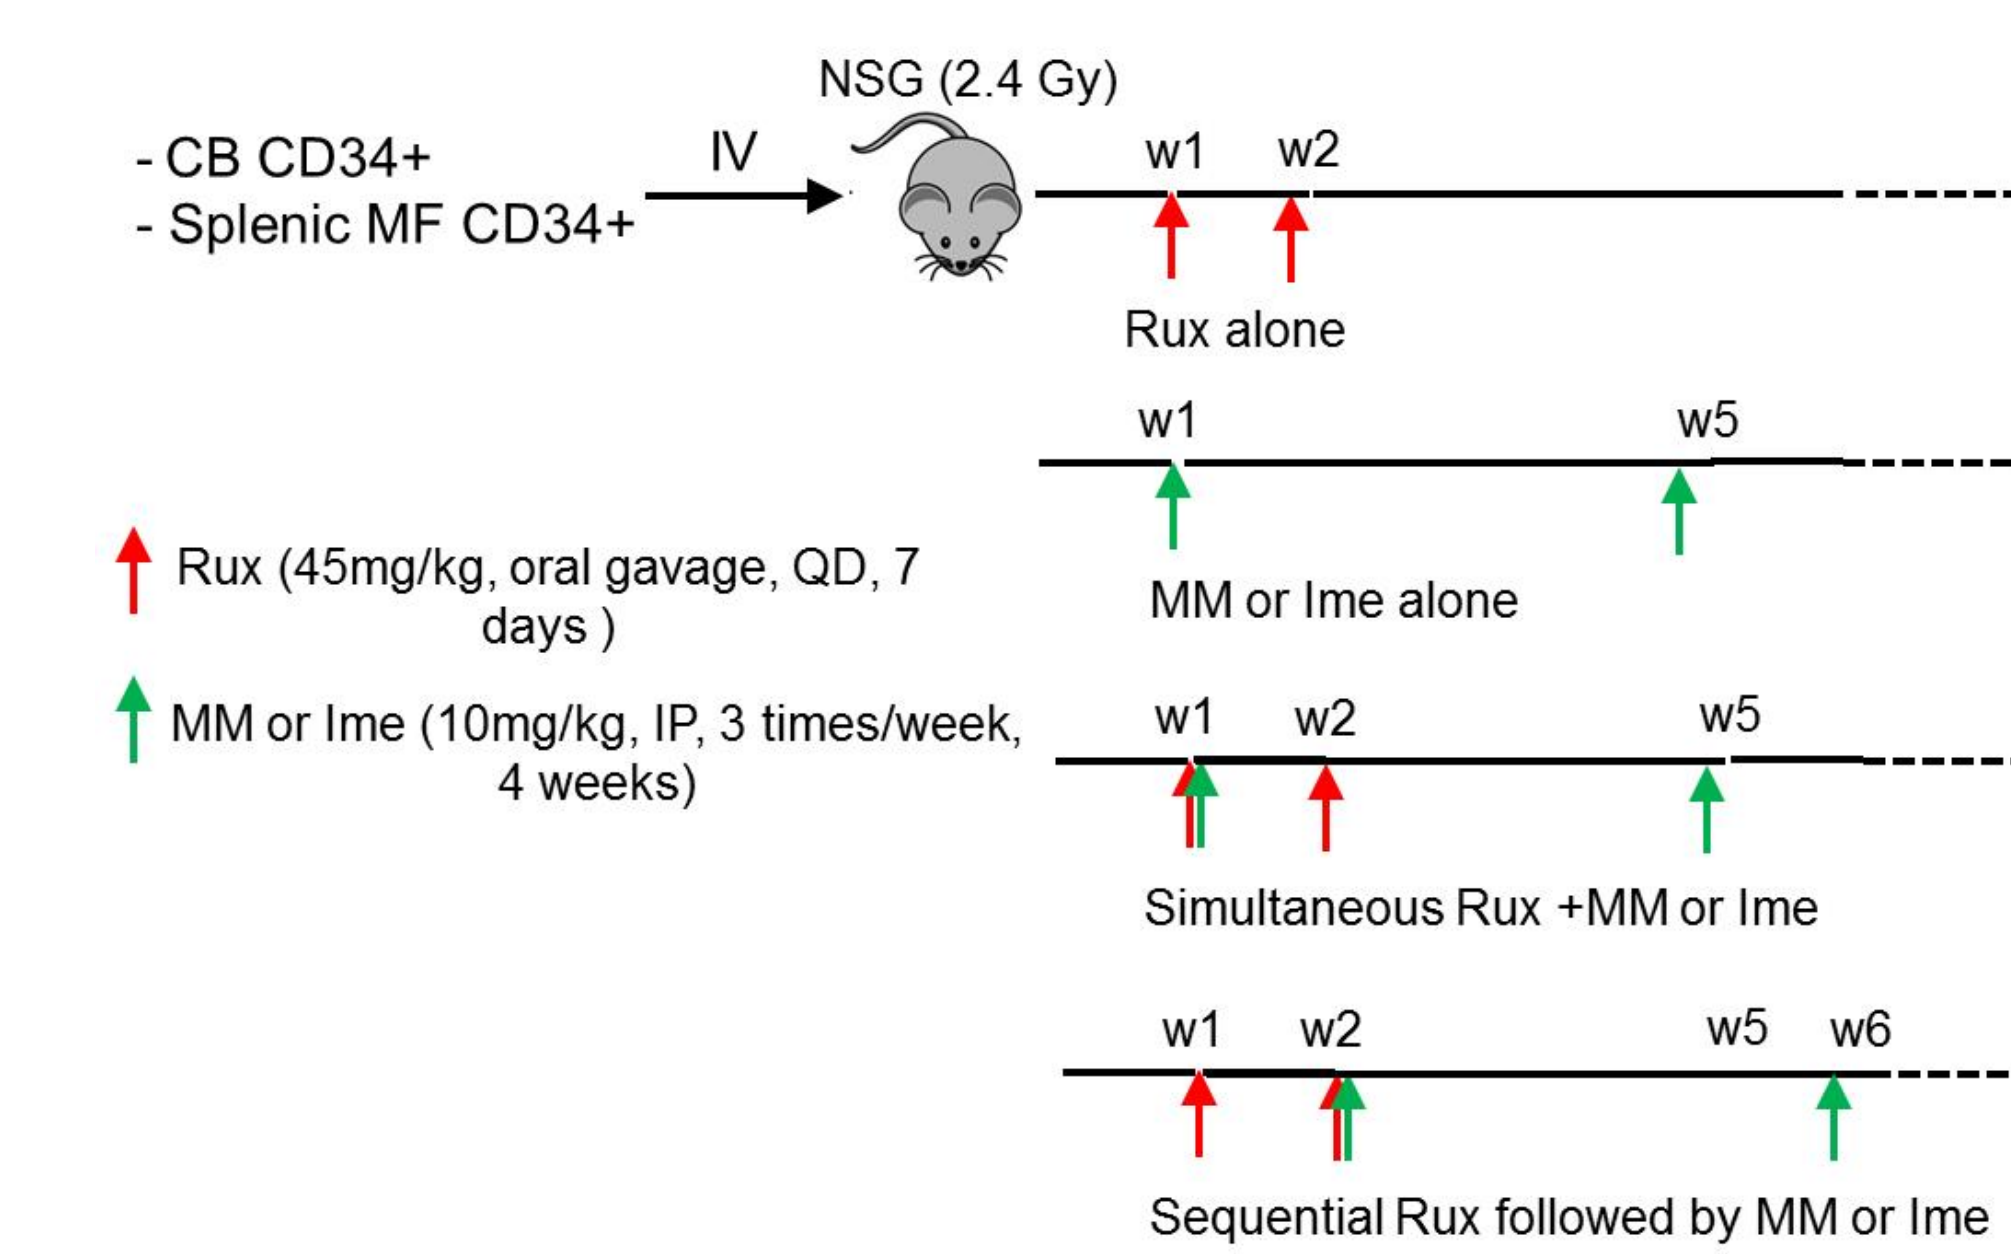 NSG (2.4 Gy)
- CB CD34+
- Splenic MF CD34+
IV
w1 w2
Rux alone
w1 w5
MM or Ime alone
Rux (45mg/kg, oral gavage, QD, 7
days )
MM or Ime (10mg/kg, IP, 3 times/week,
4 weeks)
w1 w2 w5
Simultaneous Rux +MM or Ime
w1 w2 w5 w6
Sequential Rux followed by MM or Ime